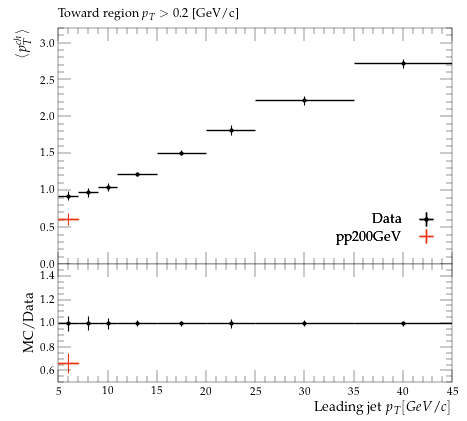 Toward region p_T > 0.2 [GeV/c]
⟨p_T^ch⟩
3.0
2.5
2.0
1.5
1.0
0.5
0.0
Data
pp200GeV
MC/Data
1.4
1.2
1.0
0.8
0.6
5 10 15 20 25 30 35 40 45
Leading jet p_T[GeV/c]